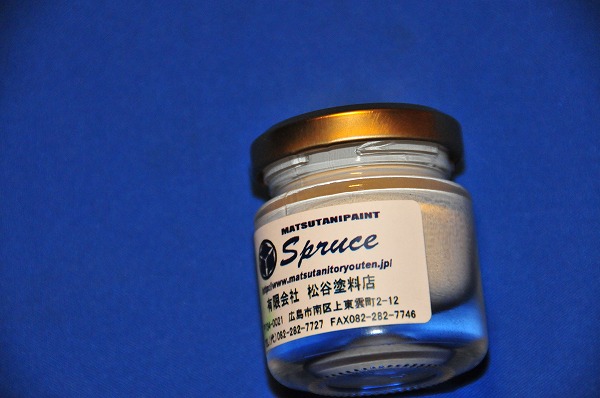 MATSUTANIPAINT
Spruce
http://www.matsutanitoryouten.jp/
有限会社 松谷塗料店
-0021 広島市南区上東雲町2-12
082-282-7727 FAX082-282-7746